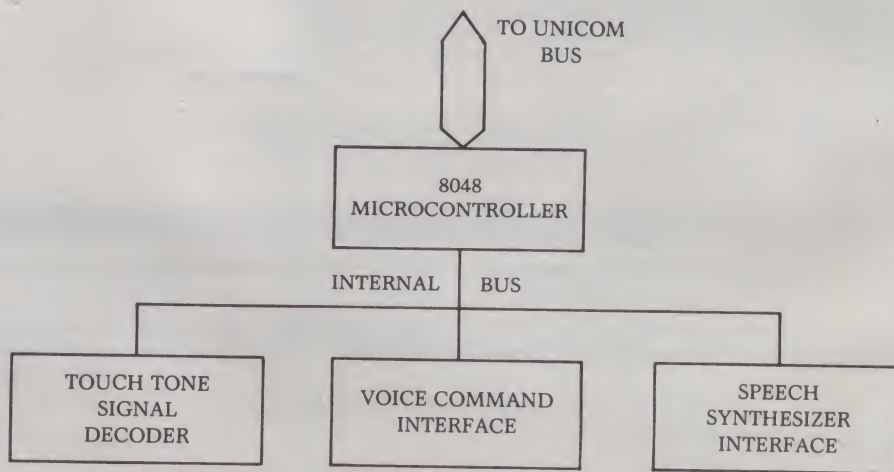 TO UNICOM
BUS
8048
MICROCONTROLLER
INTERNAL BUS
TOUCH TONE
SIGNAL
DECODER
VOICE COMMAND
INTERFACE
SPEECH
SYNTHESIZER
INTERFACE